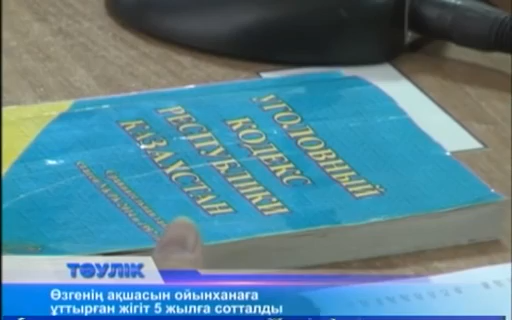 УГОЛОВНЫЙ
КОДЕКС
РЕСПУБЛИКИ
КАЗАХСТАН
ТӘУЛІК
Өзгенің ақшасын ойынханаға
ұттырған жігіт 5 жылға сотталды